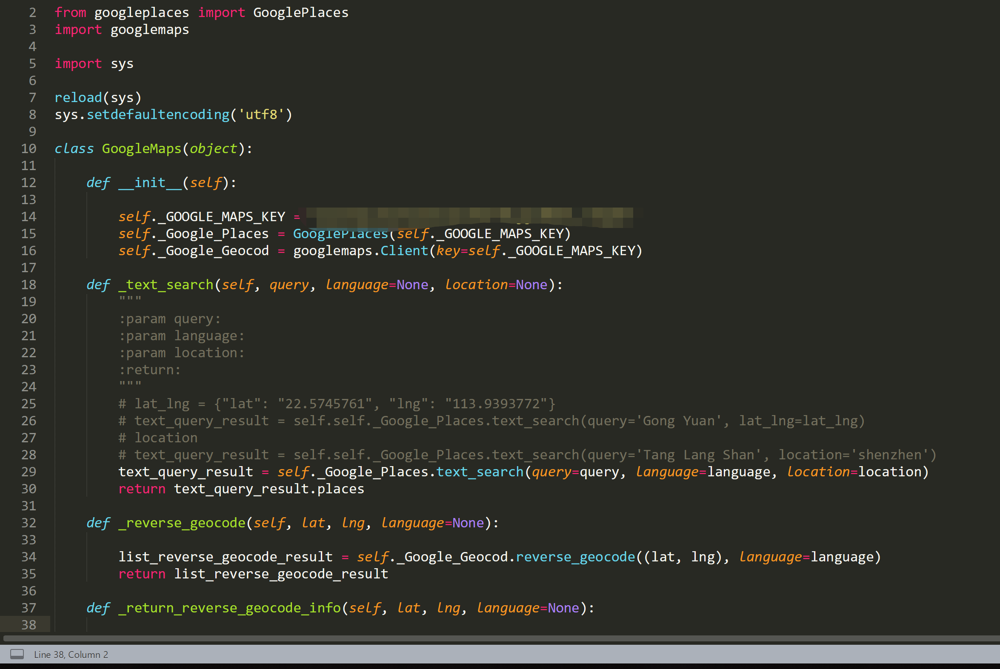 2 from googleplaces import GooglePlaces
3 import googlemaps
4
5 import sys
6
7 reload(sys)
8 sys.setdefaultencoding('utf8')
9
10 class GoogleMaps(object):
11
12 def __init__(self):
13
14 self._GOOGLE_MAPS_KEY =
15 self._Google_Places = GooglePlaces(self._GOOGLE_MAPS_KEY)
16 self._Google_Geocod = googlemaps.Client(key=self._GOOGLE_MAPS_KEY)
17
18 def _text_search(self, query, language=None, location=None):
19 """
20 :param query:
21 :param language:
22 :param location:
23 :return:
24 """
25 # lat_lng = {"lat": "22.5745761", "lng": "113.9393772"}
26 # text_query_result = self.self._Google_Places.text_search(query='Gong Yuan', lat_lng=lat_lng)
27 # location
28 # text_query_result = self.self._Google_Places.text_search(query='Tang Lang Shan', location='shenzhen')
29 text_query_result = self._Google_Places.text_search(query=query, language=language, location=location)
30 return text_query_result.places
31
32 def _reverse_geocode(self, lat, lng, language=None):
33
34 list_reverse_geocode_result = self._Google_Geocod.reverse_geocode((lat, lng), language=language)
35 return list_reverse_geocode_result
36
37 def _return_reverse_geocode_info(self, lat, lng, language=None):
38
Line 38, Column 2